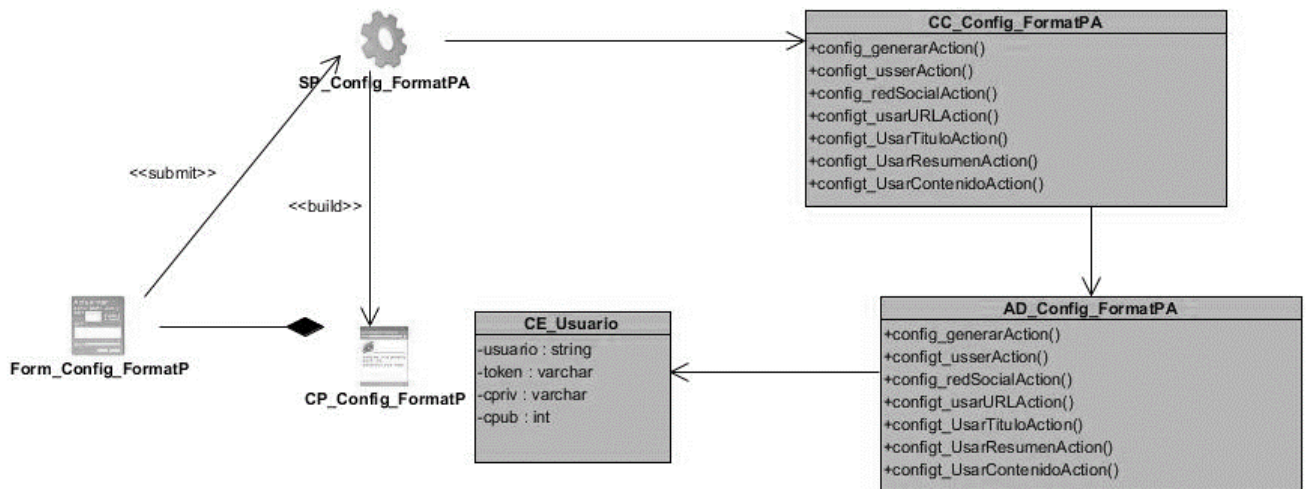 CC_Config_FormatPA
+config_generarAction()
+configt_usserAction()
+config_redSocialAction()
+configt_usarURLAction()
+configt_UsarTituloAction()
+configt_UsarResumenAction()
+configt_UsarContenidoAction()
SP_Config_FormatPA
<<submit>>
<<build>>
Form_Config_FormatP
CP_Config_FormatP
CE_Usuario
-usuario : string
-token : varchar
-cpriv : varchar
-cpub : int
AD_Config_FormatPA
+config_generarAction()
+configt_usserAction()
+config_redSocialAction()
+configt_usarURLAction()
+configt_UsarTituloAction()
+configt_UsarResumenAction()
+configt_UsarContenidoAction()